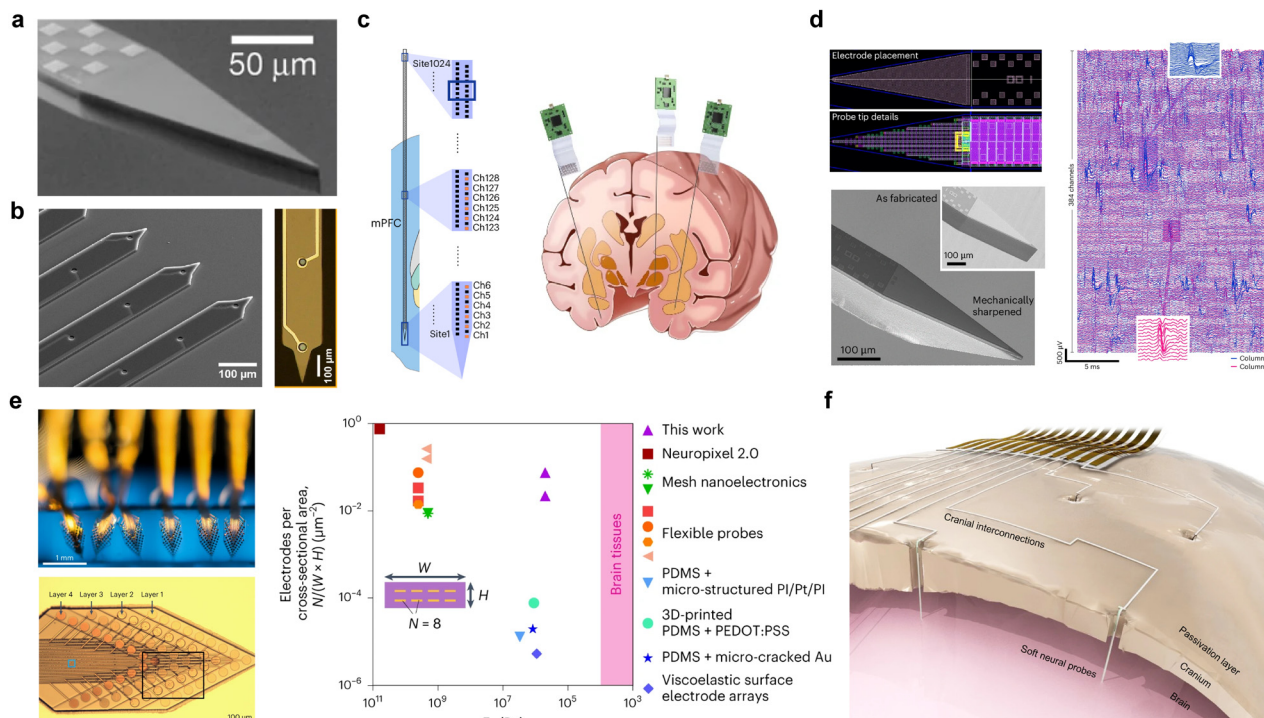 a
50 μm
b
100 μm
100 μm
c
Site1024
mPFC
Ch128
Ch127
Ch126
Ch125
Ch124
Ch123
Ch6
Ch5
Ch4
Ch3
Ch2
Ch1
Site1
d
Electrode placement
Probe tip details
As fabricated
100 μm
Mechanically
sharpened
100 μm
384 channels
500 μV
5 ms
Column
Column
e
1 mm
Layer 4
Layer 3
Layer 2
Layer 1
100 μm
Electrodes per
cross-sectional area,
N/(W × H) (μm⁻²)
10⁰
10⁻²
10⁻⁴
10⁻⁶
10¹¹
10⁹
10⁷
10⁵
10³
W
H
N = 8
Brain tissues
This work
Neuropixel 2.0
Mesh nanoelectronics
Flexible probes
PDMS +
micro-structured PI/Pt/PI
3D-printed
PDMS + PEDOT:PSS
PDMS + micro-cracked Au
Viscoelastic surface
electrode arrays
f
Cranial interconnections
Soft neural probes
Passivation layer
Cranium
Brain